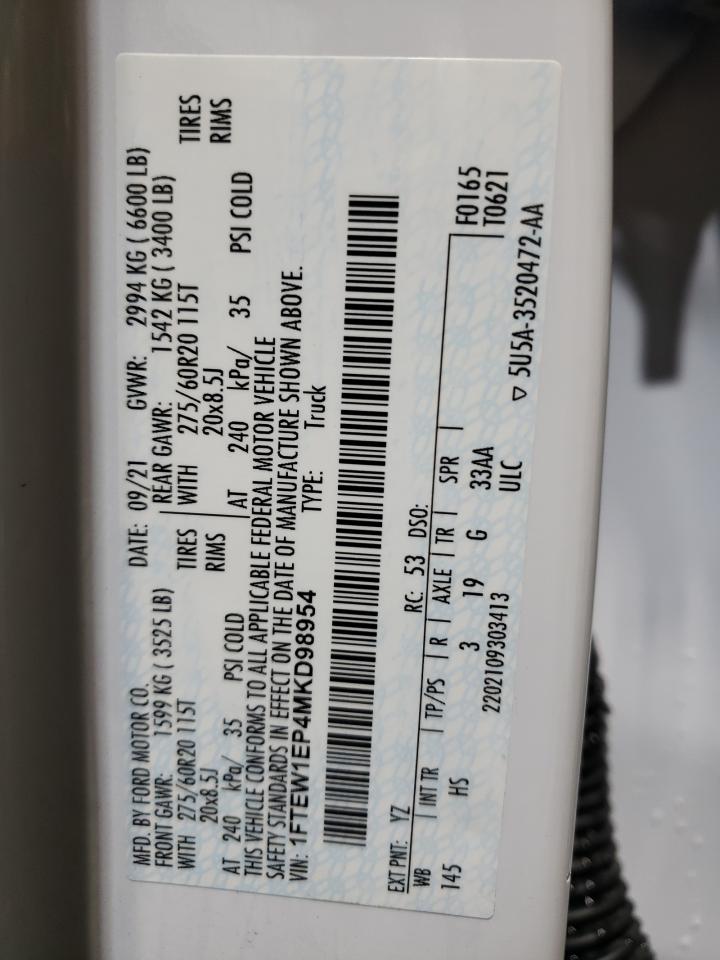 MFD. BY FORD MOTOR CO. DATE: 09/21 GVWR: 2994 KG ( 6600 LB)
FRONT GAWR: 1599 KG ( 3525 LB) REAR GAWR: 1542 KG ( 3400 LB)
WITH 275/60R20 115T TIRES WITH 275/60R20 115T TIRES
20x8.5J RIMS 20x8.5J RIMS
AT 240 kPa/ 35 PSI COLD AT 240 kPa/ 35 PSI COLD
THIS VEHICLE CONFORMS TO ALL APPLICABLE FEDERAL MOTOR VEHICLE
SAFETY STANDARDS IN EFFECT ON THE DATE OF MANUFACTURE SHOWN ABOVE.
VIN: 1FTEW1EP4MKD98954 TYPE: Truck
EXT PNT: YZ RC: 53 DSO:
WB INT TR TP/PS R AXLE TR SPR F0165
145 HS 3 19 G 33AA T0621
2202109303413 ULC
▽ 5U5A-3520472-AA